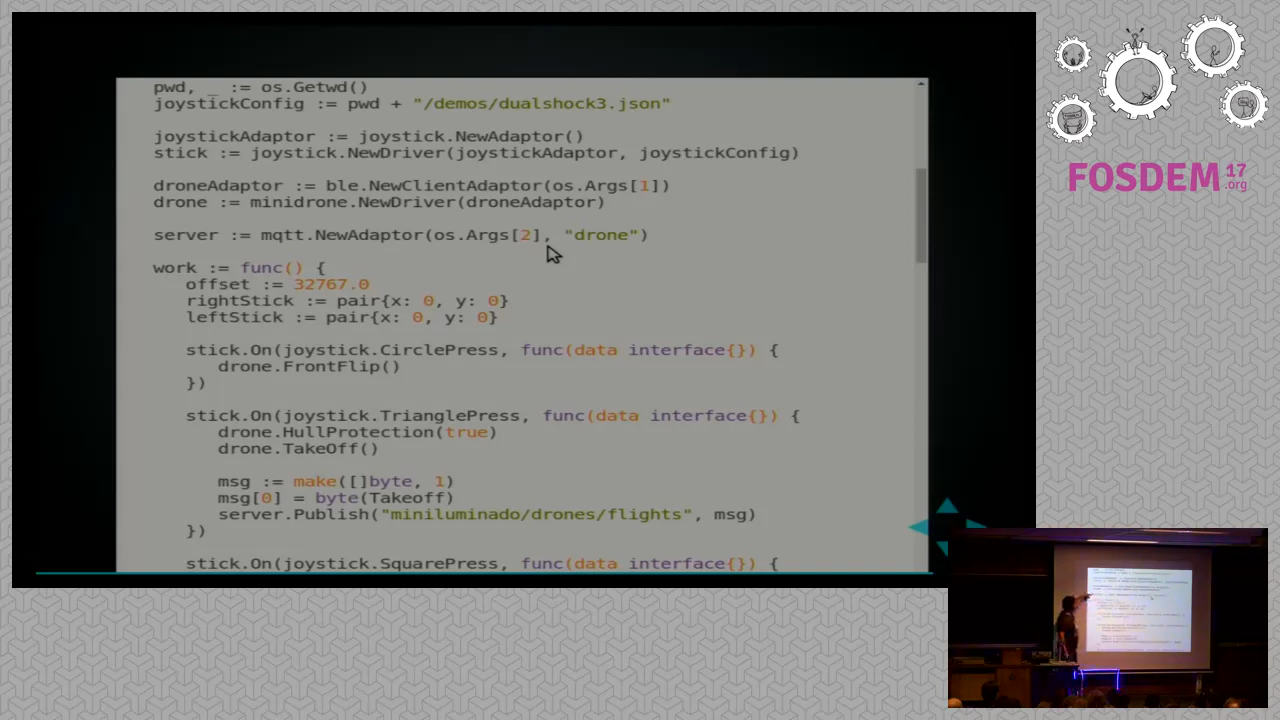 pwd, _ := os.Getwd()
joystickConfig := pwd + "/demos/dualshock3.json"
joystickAdaptor := joystick.NewAdaptor()
stick := joystick.NewDriver(joystickAdaptor, joystickConfig)
droneAdaptor := ble.NewClientAdaptor(os.Args[1])
drone := minidrone.NewDriver(droneAdaptor)
server := mqtt.NewAdaptor(os.Args[2], "drone")
work := func() {
offset := 32767.0
rightStick := pair{x: 0, y: 0}
leftStick := pair{x: 0, y: 0}
stick.On(joystick.CirclePress, func(data interface{}) {
drone.FrontFlip()
})
stick.On(joystick.TrianglePress, func(data interface{}) {
drone.HullProtection(true)
drone.TakeOff()
msg := make([]byte, 1)
msg[0] = byte(Takeoff)
server.Publish("miniluminado/drones/flights", msg)
})
stick.On(joystick.SquarePress, func(data interface{}) {
FOSDEM 17
.org